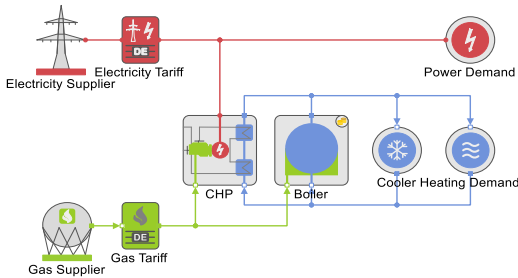 DE
Electricity Supplier
Electricity Tariff
Power Demand
CHP
Boiler
Cooler
Heating Demand
DE
Gas Supplier
Gas Tariff